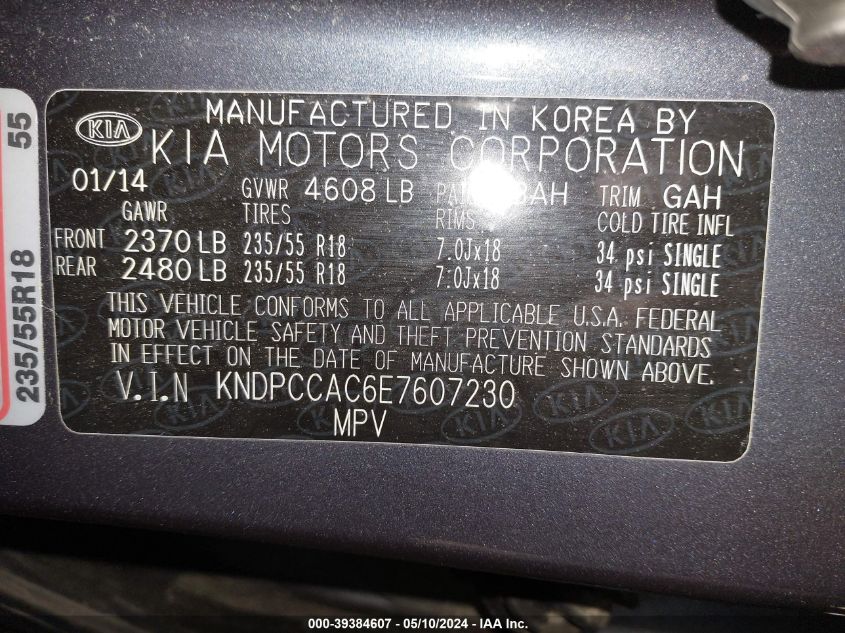 55
235/55R18
KIA
MANUFACTURED IN KOREA BY
KIA MOTORS CORPORATION
01/14 GVWR 4608 LB TRIM GAH
GAWR TIRES RIMS COLD TIRE INFL
FRONT 2370 LB 235/55 R18 7.0Jx18 34 psi SINGLE
REAR 2480 LB 235/55 R18 7.0Jx18 34 psi SINGLE
THIS VEHICLE CONFORMS TO ALL APPLICABLE U.S.A. FEDERAL
MOTOR VEHICLE SAFETY AND THEFT PREVENTION STANDARDS
IN EFFECT ON THE DATE OF MANUFACTURE SHOWN ABOVE.
V.I.N KNDPCCAC6E7607230
MPV
000-39384607 - 05/10/2024 - IAA Inc.